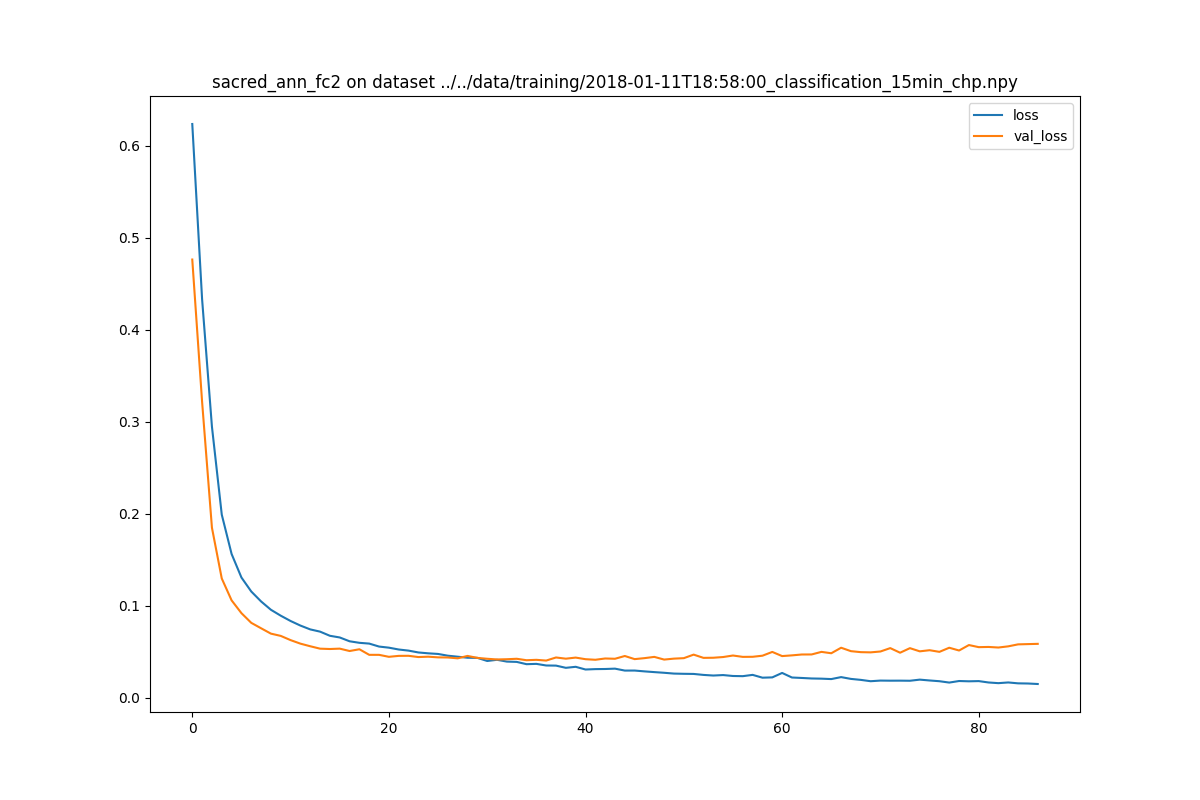 sacred_ann_fc2 on dataset ../../data/training/2018-01-11T18:58:00_classification_15min_chp.npy
loss
val_loss
0.6
0.5
0.4
0.3
0.2
0.1
0.0
0 20 40 60 80